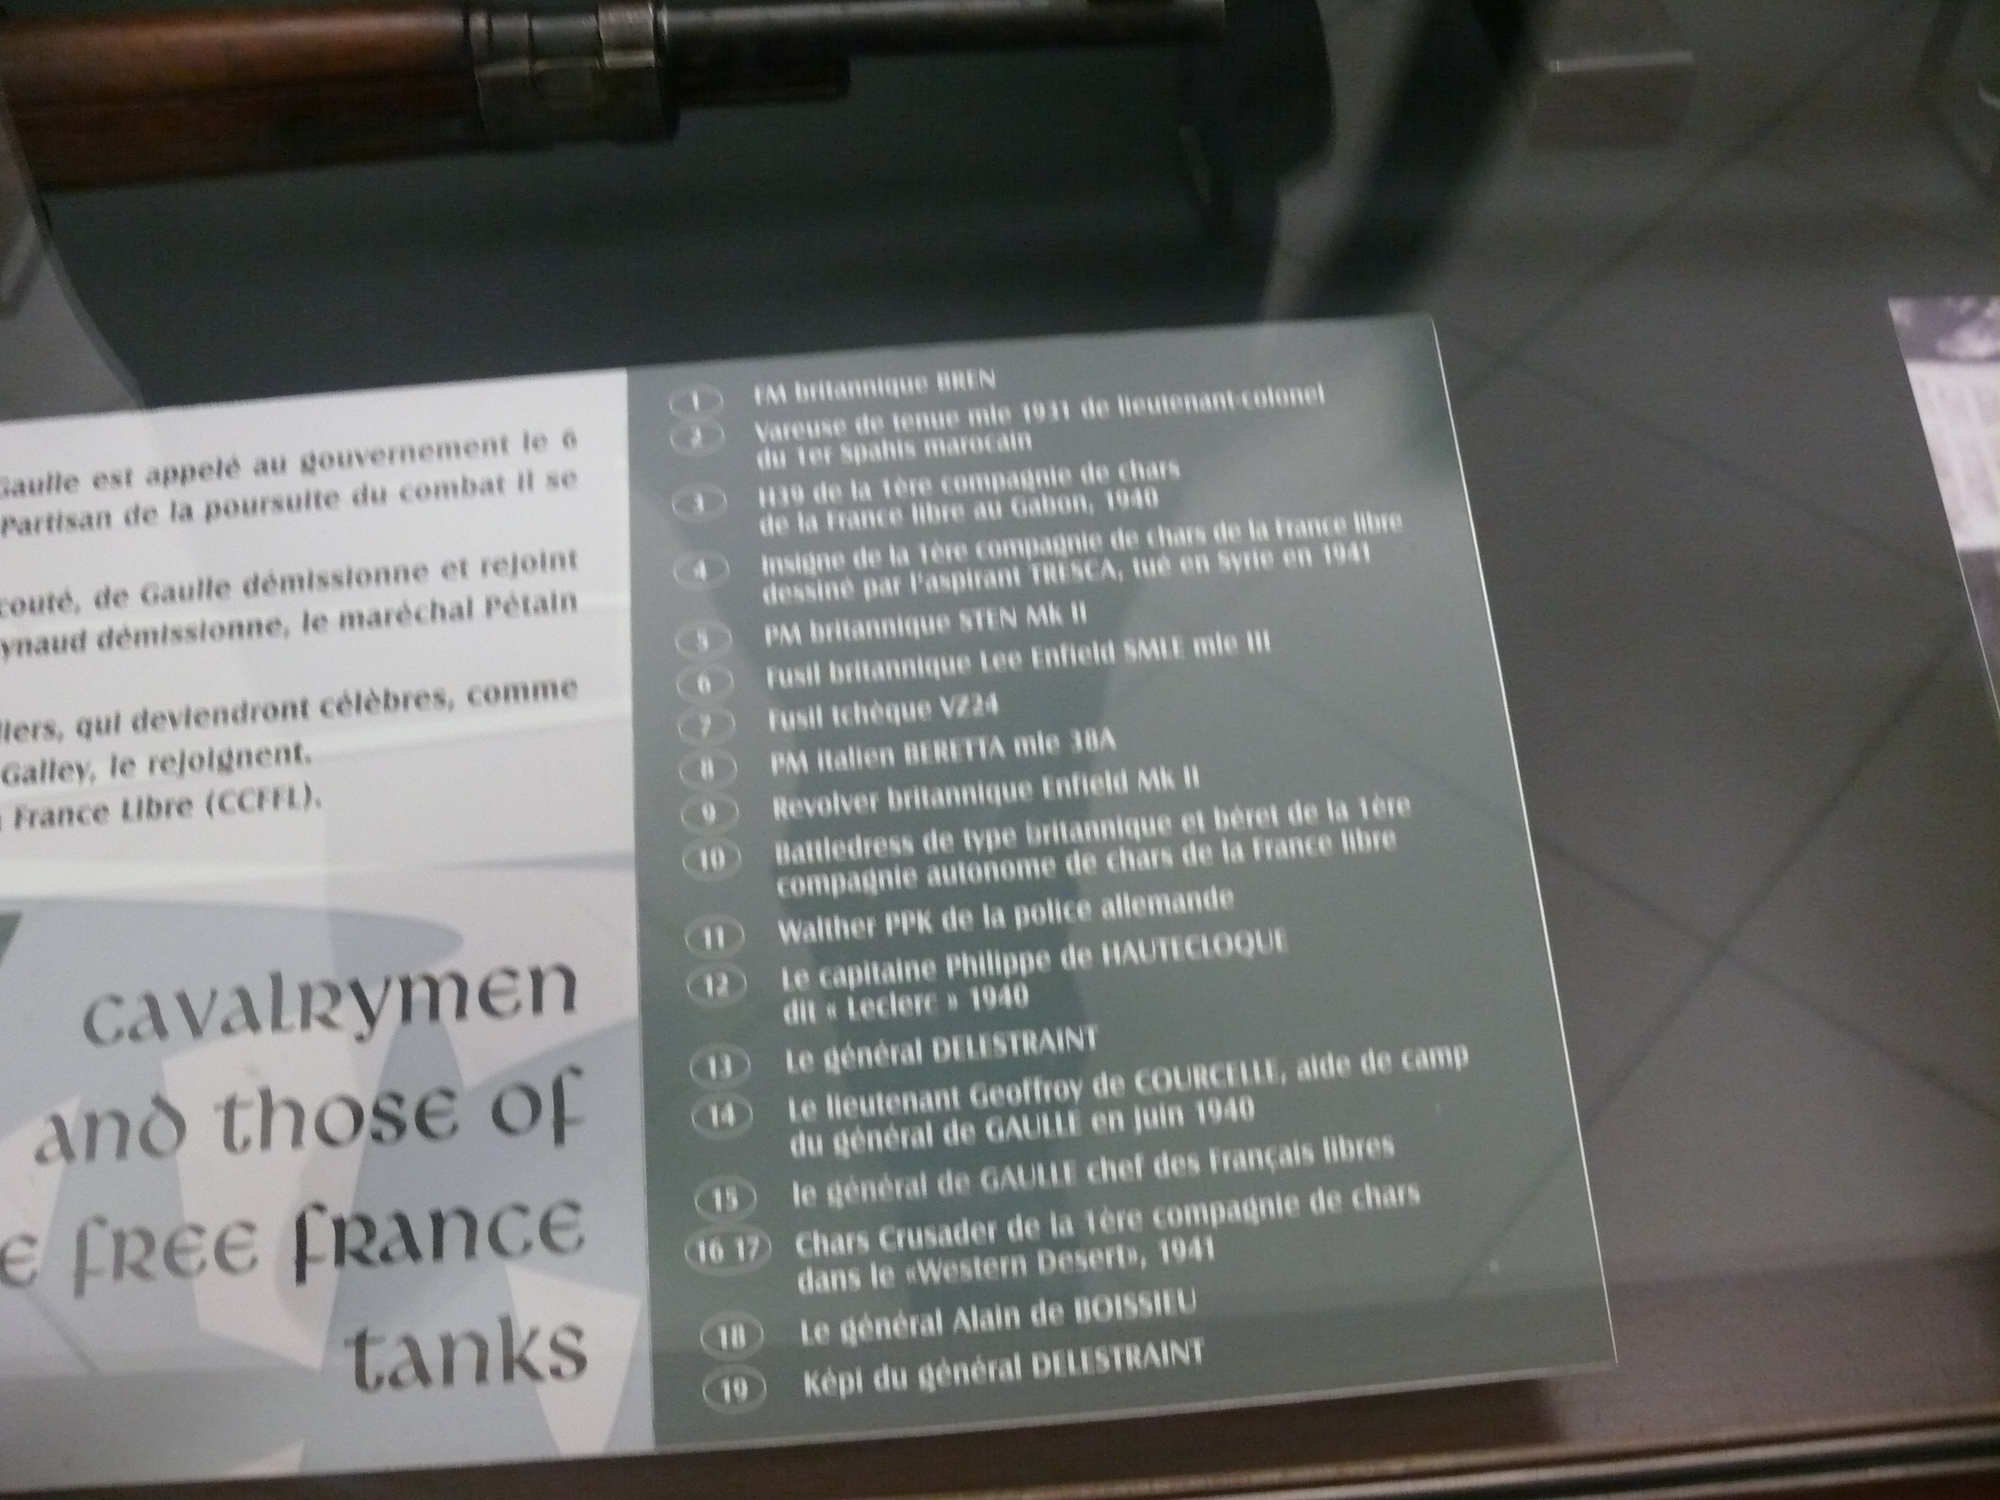 Gaulle est appelé au gouvernement le 6
Partisan de la poursuite du combat il se
couté, de Gaulle démissionne et rejoint
ynaud démissionne, le maréchal Pétain
liers, qui deviendront célèbres, comme
Galley, le rejoignent.
France Libre (CCFFL).
cavalrymen
and those of
e free france
tanks
1 FM britannique BREN
2 Vareuse de tenue mle 1931 de lieutenant-colonel
du 1er Spahis marocain
3 H39 de la 1ère compagnie de chars
de la France libre au Gabon, 1940
4 Insigne de la 1ère compagnie de chars de la France libre
dessiné par l'aspirant TRESCA, tué en Syrie en 1941
5 PM britannique STEN Mk II
6 Fusil britannique Lee Enfield SMLE mle III
7 Fusil tchèque VZ24
8 PM italien BERETTA mle 38A
9 Revolver britannique Enfield Mk II
10 Battledress de type britannique et béret de la 1ère
compagnie autonome de chars de la France libre
11 Walther PPK de la police allemande
12 Le capitaine Philippe de HAUTECLOQUE
dit « Leclerc » 1940
13 Le général DELESTRAINT
14 Le lieutenant Geoffroy de COURCELLE, aide de camp
du général de GAULLE en juin 1940
15 le général de GAULLE chef des Français libres
16 17 Chars Crusader de la 1ère compagnie de chars
dans le «Western Desert», 1941
18 Le général Alain de BOISSIEU
19 Képi du général DELESTRAINT